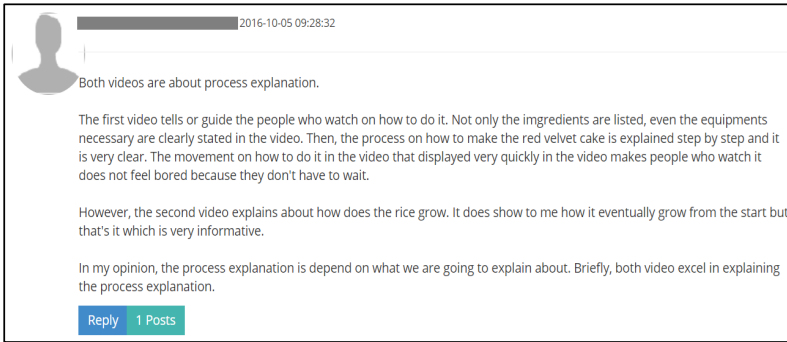 2016-10-05 09:28:32
Both videos are about process explanation.
The first video tells or guide the people who watch on how to do it. Not only the imgredients are listed, even the equipments
necessary are clearly stated in the video. Then, the process on how to make the red velvet cake is explained step by step and it
is very clear. The movement on how to do it in the video that displayed very quickly in the video makes people who watch it
does not feel bored because they don't have to wait.
However, the second video explains about how does the rice grow. It does show to me how it eventually grow from the start but
that's it which is very informative.
In my opinion, the process explanation is depend on what we are going to explain about. Briefly, both video excel in explaining
the process explanation.
Reply 1 Posts